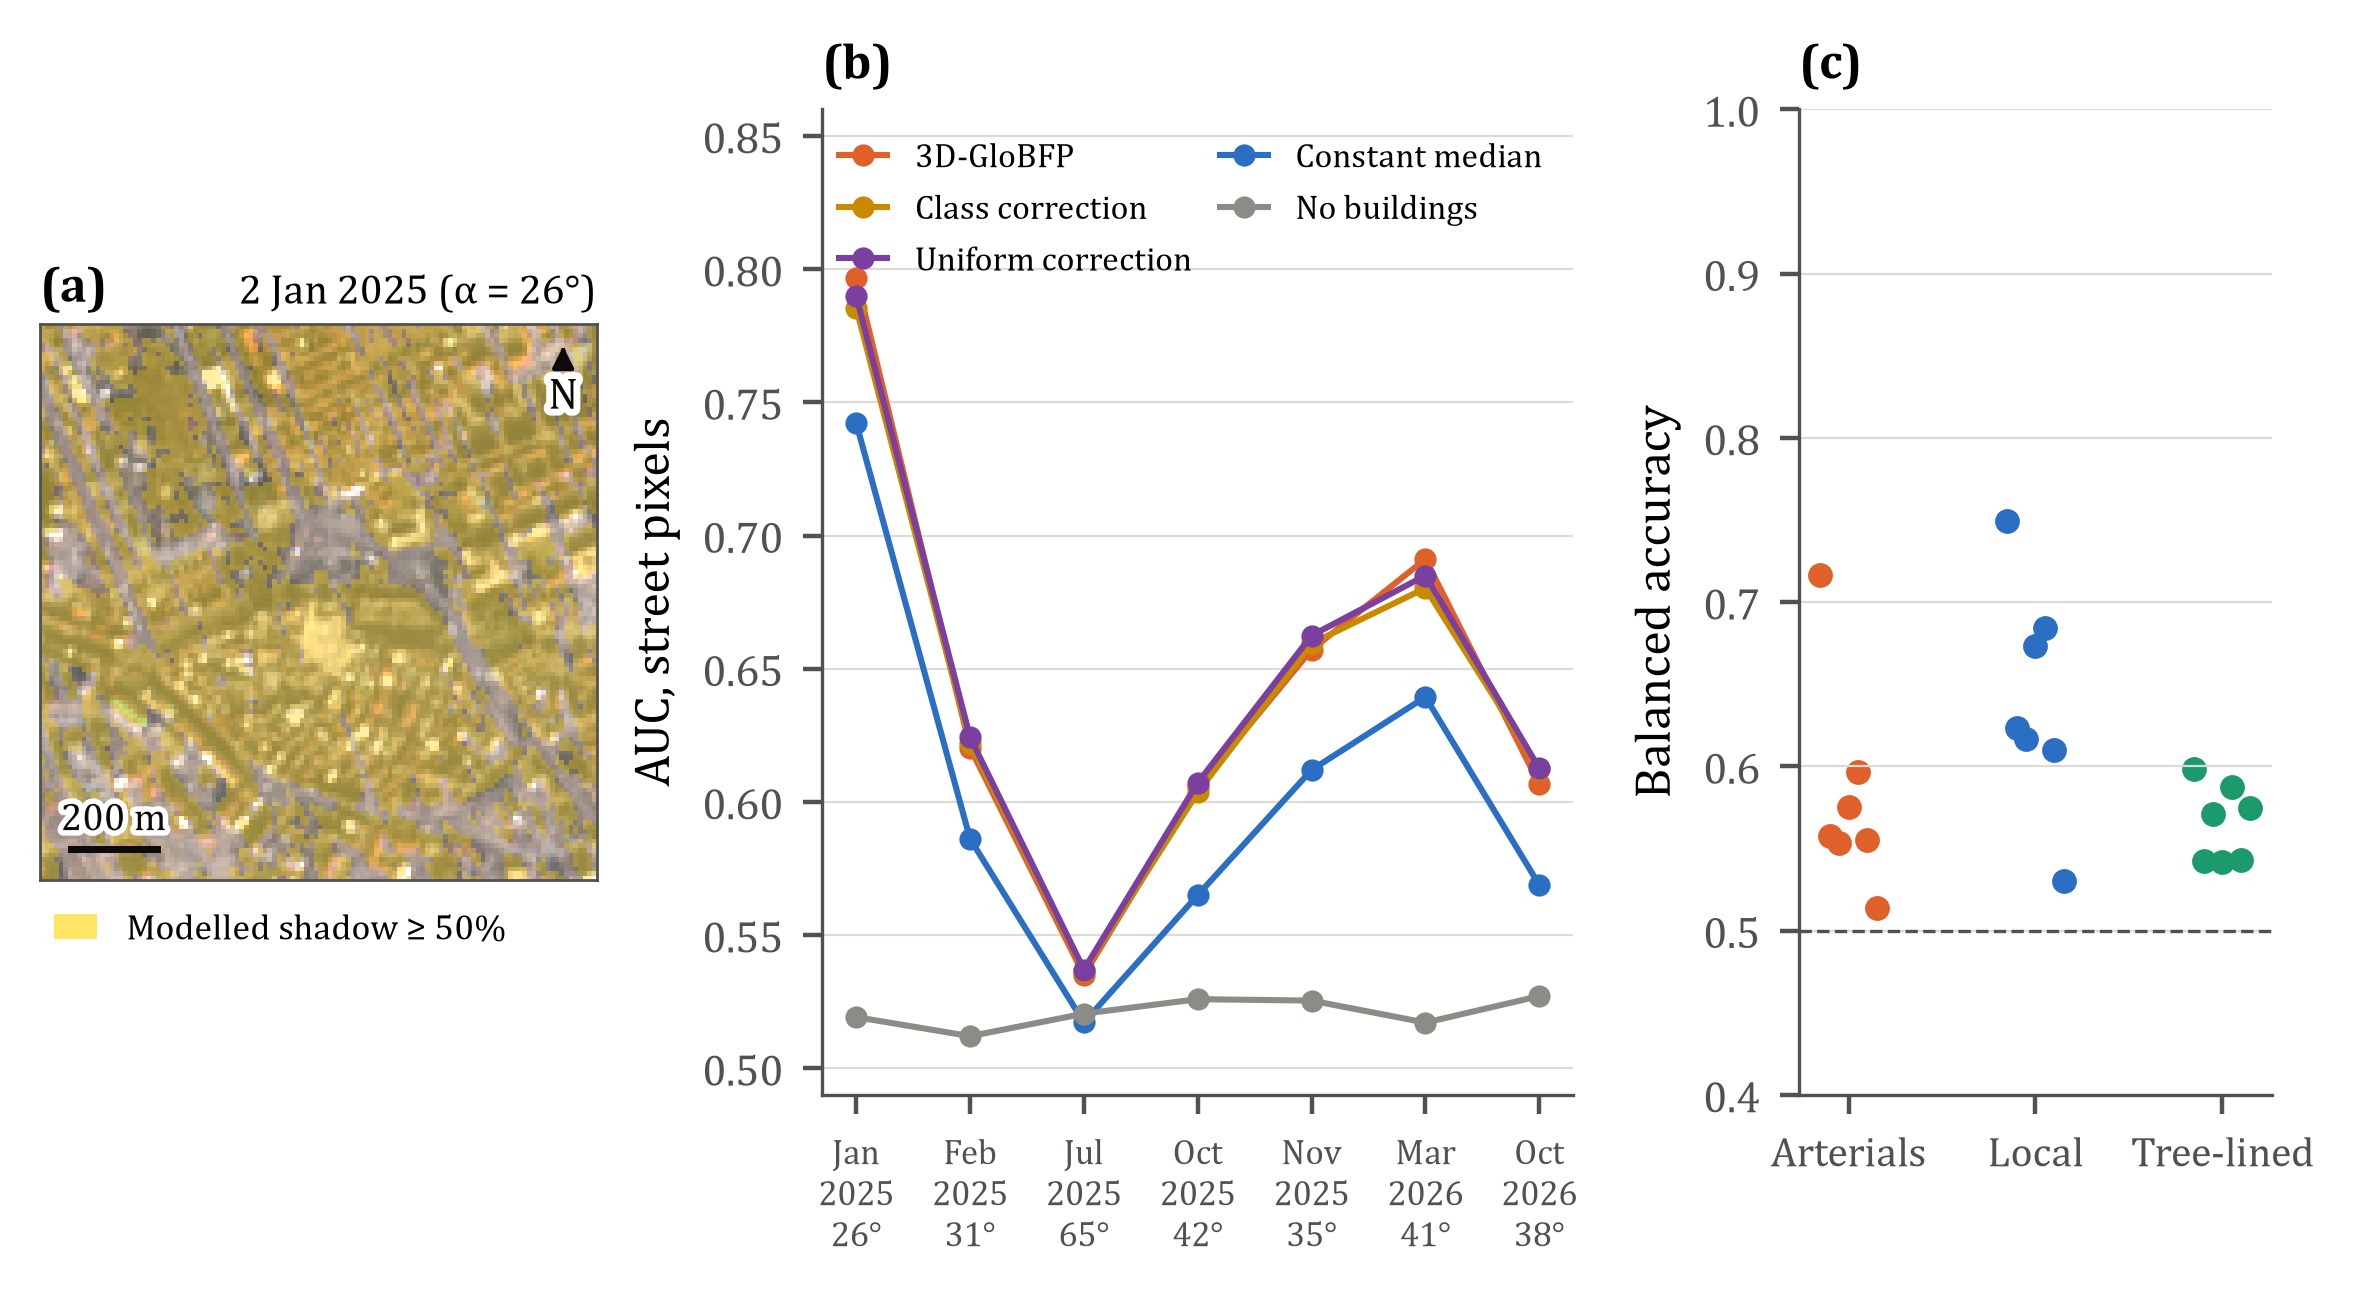 (a)
2 Jan 2025 (α = 26°)
N
200 m
Modelled shadow ≥ 50%
(b)
AUC, street pixels
0.85
0.80
0.75
0.70
0.65
0.60
0.55
0.50
3D-GloBFP
Class correction
Uniform correction
Constant median
No buildings
Jan 2025 26°
Feb 2025 31°
Jul 2025 65°
Oct 2025 42°
Nov 2025 35°
Mar 2026 41°
Oct 2026 38°
(c)
Balanced accuracy
1.0
0.9
0.8
0.7
0.6
0.5
0.4
Arterials
Local
Tree-lined